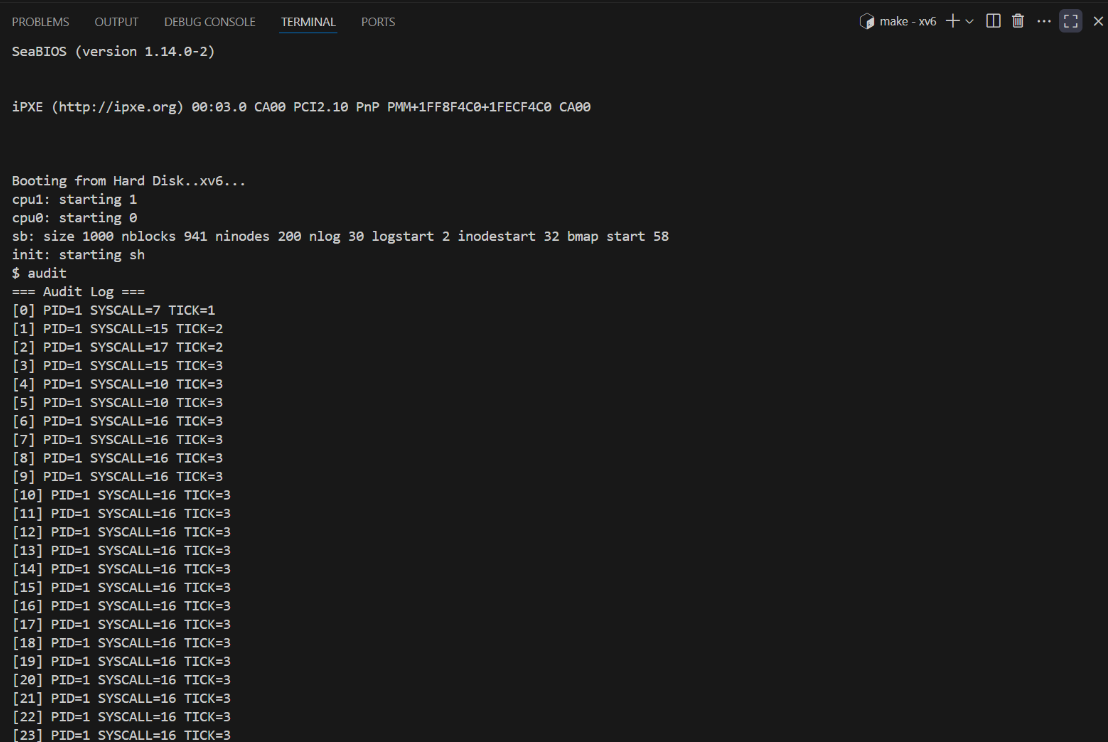 PROBLEMS OUTPUT DEBUG CONSOLE TERMINAL PORTS make - xv6
SeaBIOS (version 1.14.0-2)
iPXE (http://ipxe.org) 00:03.0 CA00 PCI2.10 PnP PMM+1FF8F4C0+1FECF4C0 CA00
Booting from Hard Disk..xv6...
cpu1: starting 1
cpu0: starting 0
sb: size 1000 nblocks 941 ninodes 200 nlog 30 logstart 2 inodestart 32 bmap start 58
init: starting sh
$ audit
=== Audit Log ===
[0] PID=1 SYSCALL=7 TICK=1
[1] PID=1 SYSCALL=15 TICK=2
[2] PID=1 SYSCALL=17 TICK=2
[3] PID=1 SYSCALL=15 TICK=3
[4] PID=1 SYSCALL=10 TICK=3
[5] PID=1 SYSCALL=10 TICK=3
[6] PID=1 SYSCALL=16 TICK=3
[7] PID=1 SYSCALL=16 TICK=3
[8] PID=1 SYSCALL=16 TICK=3
[9] PID=1 SYSCALL=16 TICK=3
[10] PID=1 SYSCALL=16 TICK=3
[11] PID=1 SYSCALL=16 TICK=3
[12] PID=1 SYSCALL=16 TICK=3
[13] PID=1 SYSCALL=16 TICK=3
[14] PID=1 SYSCALL=16 TICK=3
[15] PID=1 SYSCALL=16 TICK=3
[16] PID=1 SYSCALL=16 TICK=3
[17] PID=1 SYSCALL=16 TICK=3
[18] PID=1 SYSCALL=16 TICK=3
[19] PID=1 SYSCALL=16 TICK=3
[20] PID=1 SYSCALL=16 TICK=3
[21] PID=1 SYSCALL=16 TICK=3
[22] PID=1 SYSCALL=16 TICK=3
[23] PID=1 SYSCALL=16 TICK=3